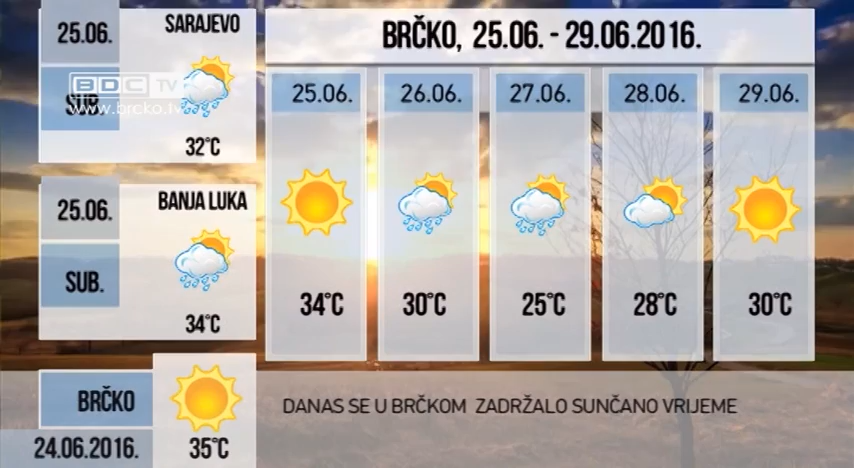 25.06.
SARAJEVO
BDC TV
SUB.
www.brcko.tv
32°C
25.06.
BANJA LUKA
SUB.
34°C
BRČKO
24.06.2016.
35°C
BRČKO, 25.06. - 29.06.2016.
25.06.
26.06.
27.06.
28.06.
29.06.
34°C
30°C
25°C
28°C
30°C
DANAS SE U BRČKOM ZADRŽALO SUNČANO VRIJEME